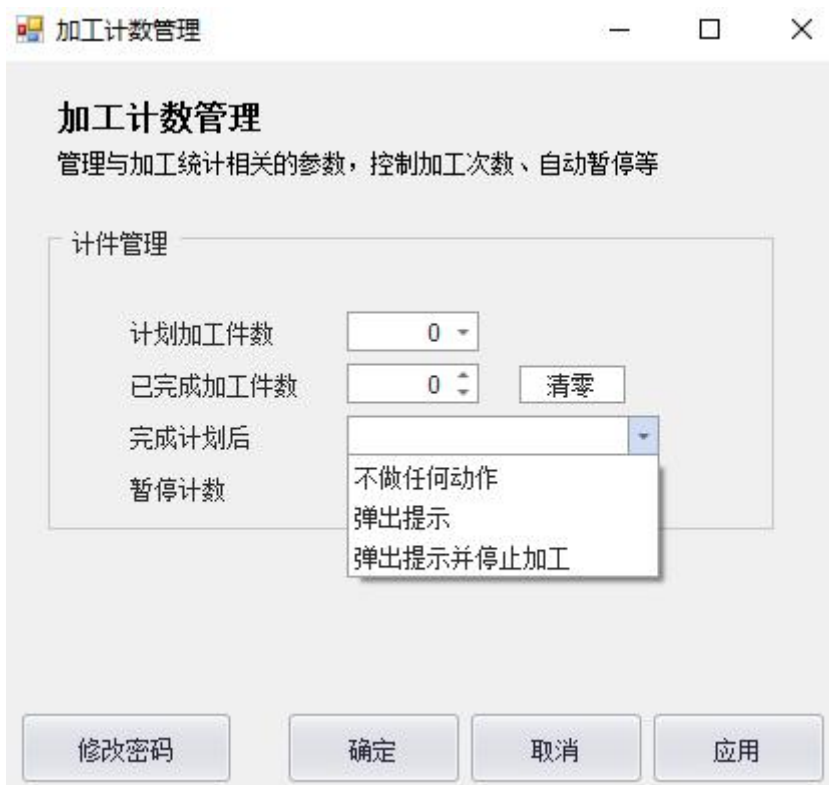 加工计数管理
加工计数管理
管理与加工统计相关的参数，控制加工次数、自动暂停等
计件管理
计划加工件数 0
已完成加工件数 0 清零
完成计划后
不做任何动作
暂停计数
弹出提示
弹出提示并停止加工
修改密码 确定 取消 应用